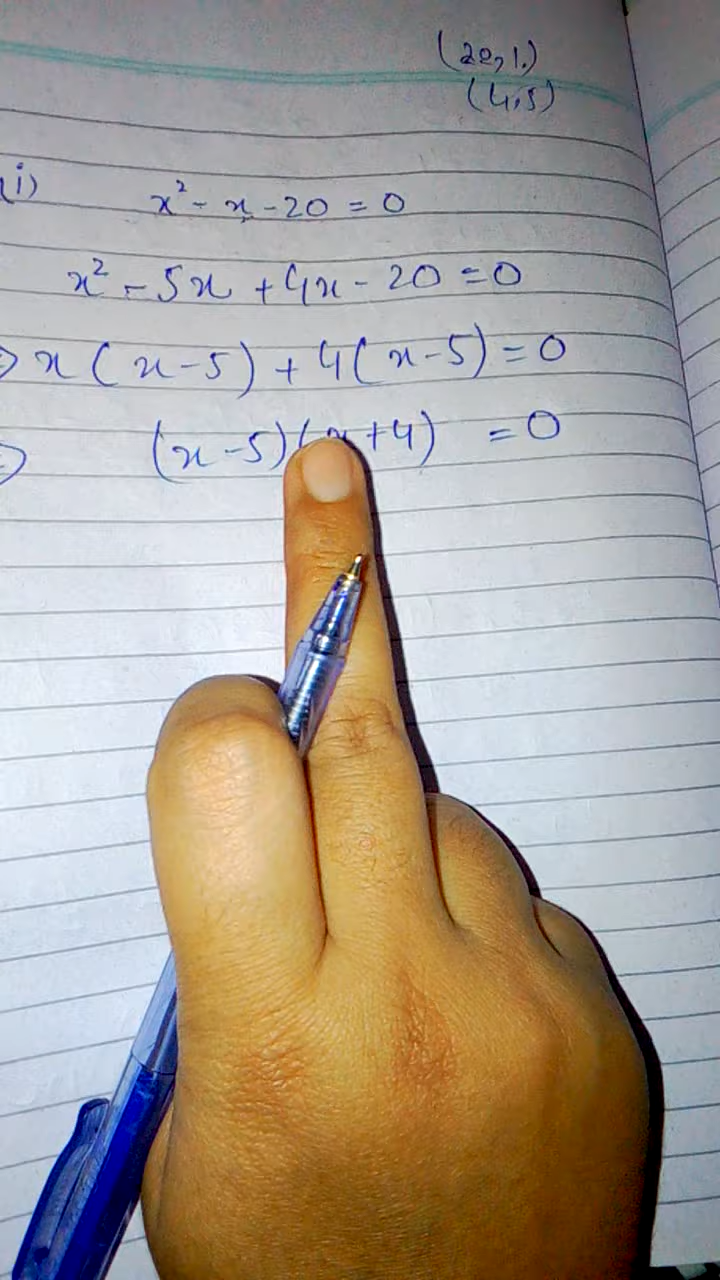 (20,1.)
(4,5)
ii) x² - x - 20 = 0
x² - 5x + 4x - 20 = 0
⇒ x (x - 5) + 4 (x - 5) = 0
⇒ (x - 5) (x + 4) = 0